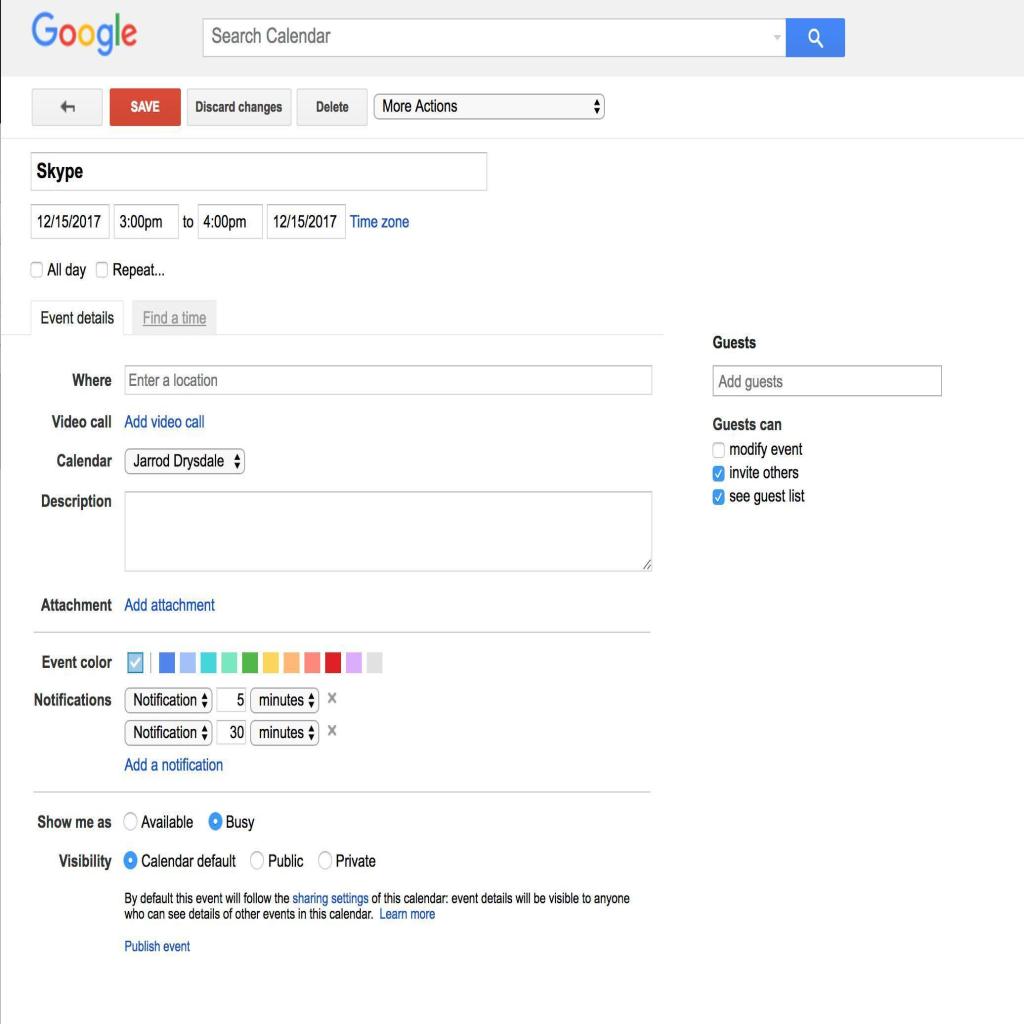 Google
Search Calendar
SAVE Discard changes Delete More Actions
Skype
12/15/2017 3:00pm to 4:00pm 12/15/2017 Time zone
All day Repeat...
Event details Find a time
Guests
Where Enter a location
Add guests
Video call Add video call
Guests can
modify event
Calendar Jarrod Drysdale
invite others
Description
see guest list
Attachment Add attachment
Event color
Notifications Notification 5 minutes x
Notification 30 minutes x
Add a notification
Show me as Available Busy
Visibility Calendar default Public Private
By default this event will follow the sharing settings of this calendar: event details will be visible to anyone
who can see details of other events in this calendar. Learn more
Publish event